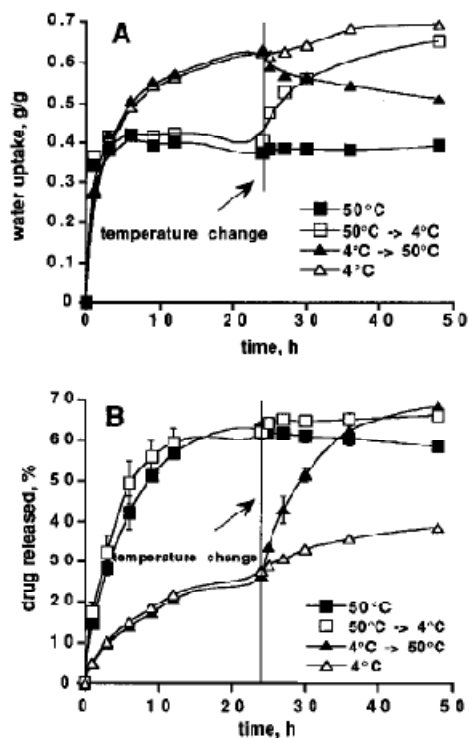 A
water uptake, g/g
0.7
0.6
0.5
0.4
0.3
0.2
0.1
0
temperature change
50°C
50°C -> 4°C
4°C -> 50°C
4°C
0 10 20 30 40 50
time, h
B
drug released, %
70
60
50
40
30
20
10
0
temperature change
50°C
50°C -> 4°C
4°C -> 50°C
4°C
0 10 20 30 40 50
time, h